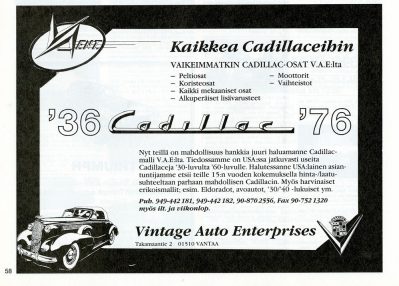 V.A.Ent.
Kaikkea Cadillaceihin
VAIKEIMMATKIN CADILLAC-OSAT V.A.E:lta
– Peltiosat
– Koristeosat
– Kaikki mekaaniset osat
– Alkuperäiset lisävarusteet
– Moottorit
– Vaihteistot
'36 Cadillac '76
Nyt teillä on mahdollisuus hankkia juuri haluamanne Cadillac-
malli V.A.E:lta. Tiedossamme on USA:ssa jatkuvasti useita
Cadillaceja '30-luvulta '60-luvulle. Halutessanne USA:lainen asian-
tuntijamme etsii teille 15:n vuoden kokemuksella hinta-/laatu-
suhteeltaan parhaan mahdollisen Cadillacin. Myös harvinaiset
erikoismallit; esim. Eldoradot, avoautot, '30/'40 -lukuiset ym.
Puh. 949-442 181, 949-442 182, 90-870 2556, Fax 90-752 1320
myös ilt. ja viikonlop.
Vintage Auto Enterprises
Takamaantie 2 01510 VANTAA
58